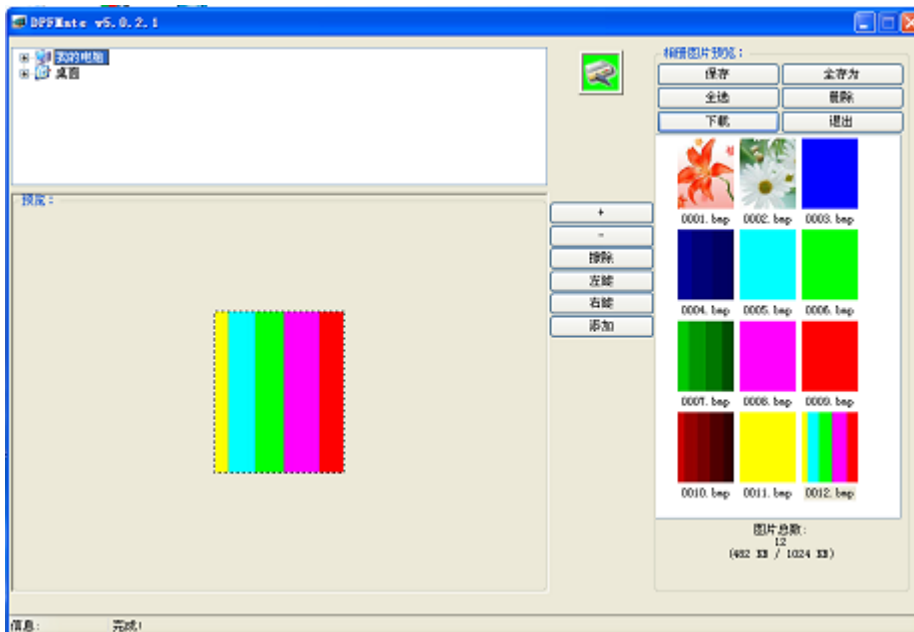 DPFMate v5.0.2.1
我的电脑
桌面
预览:
+
-
擦除
左旋
右旋
添加
相册图片预览:
保存
全存为
全选
删除
下载
退出
0001.bmp 0002.bmp 0003.bmp
0004.bmp 0005.bmp 0006.bmp
0007.bmp 0008.bmp 0009.bmp
0010.bmp 0011.bmp 0012.bmp
图片总数:
12
(482 KB / 1024 KB)
信息: 完成!